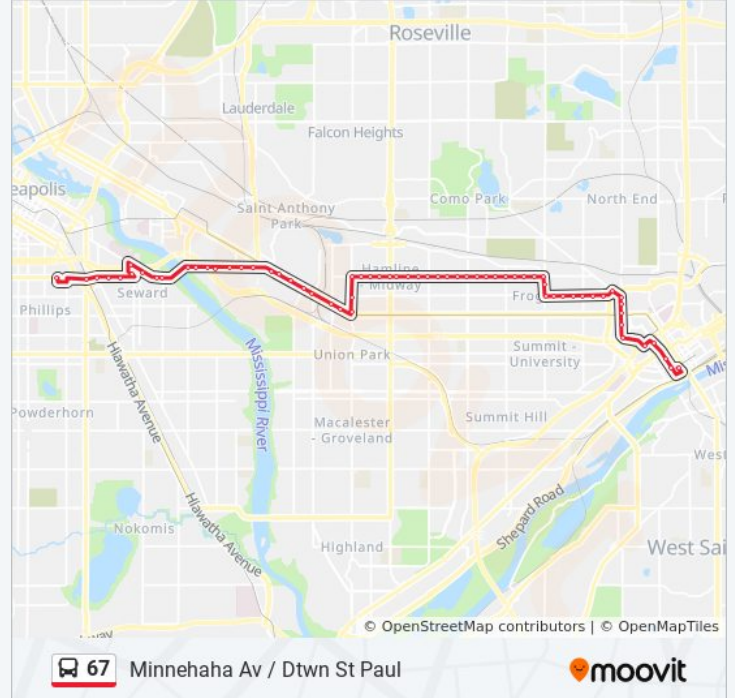 Roseville
Lauderdale
Falcon Heights
eapolis
Como Park
North End
Saint Anthony
Park
Hamline
Midway
Seward
Frog
Phillips
Union Park
Summit -
University
Hiawatha Avenue
Mississippi River
Powderhorn
Macalester
- Groveland
Summit Hill
West
Hiawatha Avenue
Shepard Road
Nokomis
Highland
West Sai
© OpenStreetMap contributors | © OpenMapTiles
67 Minnehaha Av / Dtwn St Paul
moovit